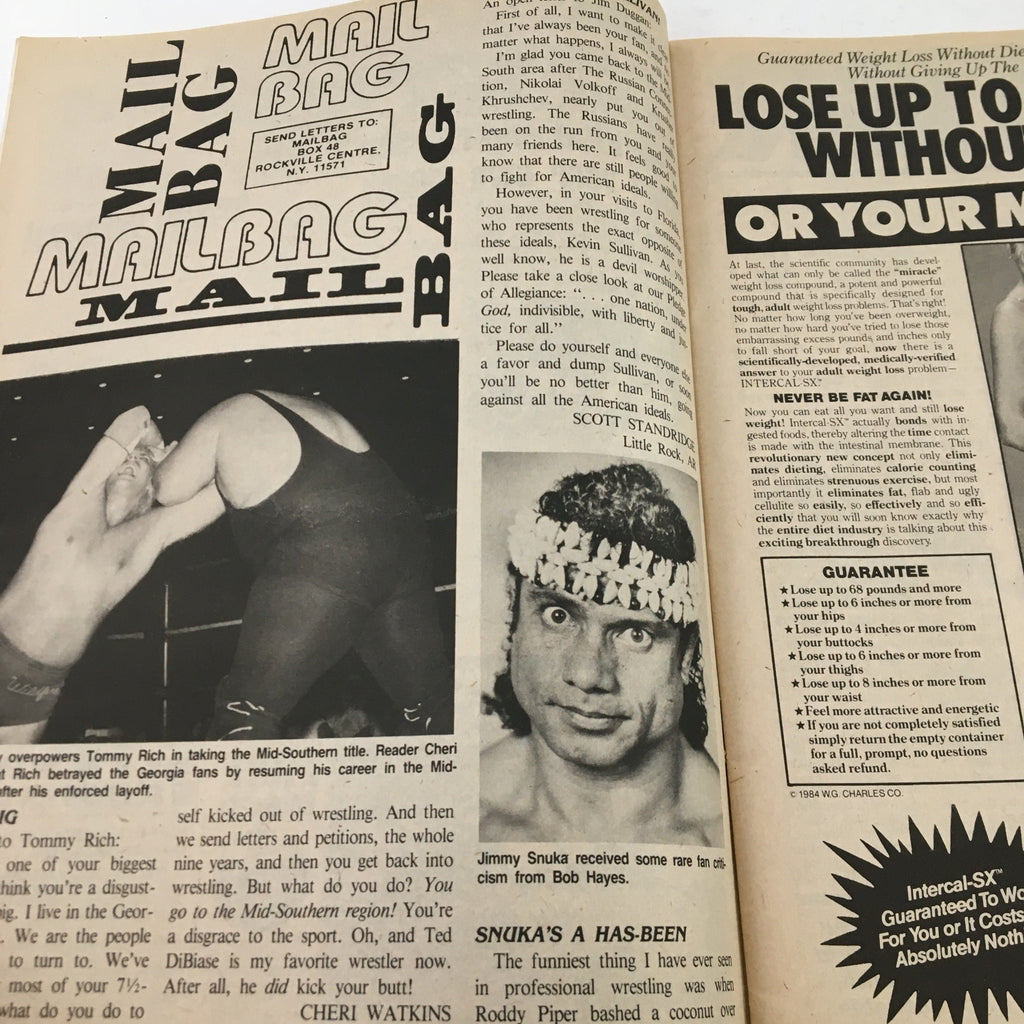 MAIL
BAG
MAIL
BAG
SEND LETTERS TO:
MAILBAG
BOX 48
ROCKVILLE CENTRE,
N.Y. 11571
MAILBAG
MAIL
BAG
overpowers Tommy Rich in taking the Mid-Southern title. Reader Cheri
Rich betrayed the Georgia fans by resuming his career in the Mid-
after his enforced layoff.
to Tommy Rich:
one of your biggest
think you're a disgust-
I live in the Geor-
We are the people
to turn to. We've
most of your 7½-
what do you do to
self kicked out of wrestling. And then
we send letters and petitions, the whole
nine years, and then you get back into
wrestling. But what do you do? You
go to the Mid-Southern region! You're
a disgrace to the sport. Oh, and Ted
DiBiase is my favorite wrestler now.
After all, he did kick your butt!
CHERI WATKINS
An open letter to Jim Duggan:
First of all, I want to make it
that I've always been your fan, and
matter what happens, I always
I'm glad you came back to the
South area after The Russian
tion, Nikolai Volkoff and
Khrushchev, nearly put you out
wrestling. The Russians have
been on the run from you and your
many friends here. It feels good to
know that there are still people willing
to fight for American ideals.
However, in your visits to Florida,
you have been wrestling for someone
who represents the exact opposite of
these ideals, Kevin Sullivan. As you
well know, he is a devil worshipper.
Please take a close look at our Pledge
of Allegiance: “. . . one nation, under
God, indivisible, with liberty and jus-
tice for all.”
Please do yourself and everyone else
a favor and dump Sullivan, or soon
you'll be no better than him, going
against all the American ideals.
SCOTT STANDRIDGE
Little Rock, AR
Jimmy Snuka received some rare fan criti-
cism from Bob Hayes.
SNUKA'S A HAS-BEEN
The funniest thing I have ever seen
in professional wrestling was when
Roddy Piper bashed a coconut over
Guaranteed Weight Loss Without
Without Giving Up The
LOSE UP TO
WITHOU
OR YOUR
At last, the scientific community has devel-
oped what can only be called the “miracle”
weight loss compound, a potent and powerful
compound that is specifically designed for
tough, adult weight loss problems. That's right!
No matter how long you've been overweight,
no matter how hard you've tried to lose those
embarrassing excess pounds and inches only
to fall short of your goal, now there is a
scientifically-developed, medically-verified
answer to your adult weight loss problem—
INTERCAL-SX™
NEVER BE FAT AGAIN!
Now you can eat all you want and still lose
weight! Intercal-SX™ actually bonds with in-
gested foods, thereby altering the time contact
is made with the intestinal membrane. This
revolutionary new concept not only elimi-
nates dieting, eliminates calorie counting
and eliminates strenuous exercise, but most
importantly it eliminates fat, flab and ugly
cellulite so easily, so effectively and so effi-
ciently that you will soon know exactly why
the entire diet industry is talking about this
exciting breakthrough discovery.
GUARANTEE
★Lose up to 68 pounds and more
★Lose up to 6 inches or more from
your hips
★Lose up to 4 inches or more from
your buttocks
★Lose up to 6 inches or more from
your thighs
★Lose up to 8 inches or more from
your waist
★Feel more attractive and energetic
★If you are not completely satisfied
simply return the empty container
for a full, prompt, no questions
asked refund.
© 1984 W.G. CHARLES CO.
Intercal-SX™
Guaranteed To Wo
For You or It Costs
Absolutely Noth